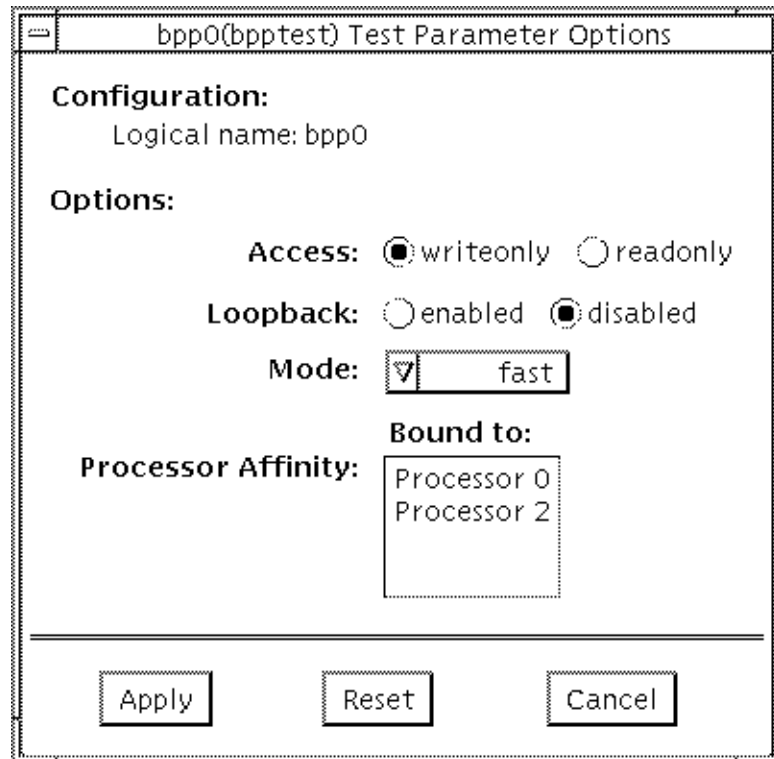 bpp0(bpptest) Test Parameter Options
Configuration:
Logical name: bpp0
Options:
Access: writeonly readonly
Loopback: enabled disabled
Mode: fast
Bound to:
Processor Affinity:
Processor 0
Processor 2
Apply Reset Cancel